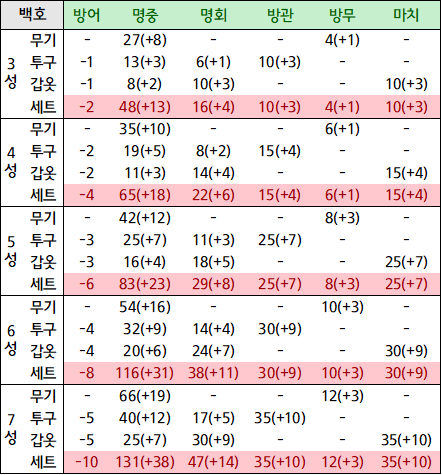 백호 방어 명중 명회 방관 방무 마치
3성 무기 - 27(+8) - - 4(+1) -
투구 -1 13(+3) 6(+1) 10(+3) - -
갑옷 -1 8(+2) 10(+3) - - 10(+3)
세트 -2 48(+13) 16(+4) 10(+3) 4(+1) 10(+3)
4성 무기 - 35(+10) - - 6(+1) -
투구 -2 19(+5) 8(+2) 15(+4) - -
갑옷 -2 11(+3) 14(+4) - - 15(+4)
세트 -4 65(+18) 22(+6) 15(+4) 6(+1) 15(+4)
5성 무기 - 42(+12) - - 8(+3) -
투구 -3 25(+7) 11(+3) 25(+7) - -
갑옷 -3 16(+4) 18(+5) - - 25(+7)
세트 -6 83(+23) 29(+8) 25(+7) 8(+3) 25(+7)
6성 무기 - 54(+16) - - 10(+3) -
투구 -4 32(+9) 14(+4) 30(+9) - -
갑옷 -4 20(+6) 24(+7) - - 30(+9)
세트 -8 116(+31) 38(+11) 30(+9) 10(+3) 30(+9)
7성 무기 - 66(+19) - - 12(+3) -
투구 -5 40(+12) 17(+5) 35(+10) - -
갑옷 -5 25(+7) 30(+9) - - 35(+10)
세트 -10 131(+38) 47(+14) 35(+10) 12(+3) 35(+10)